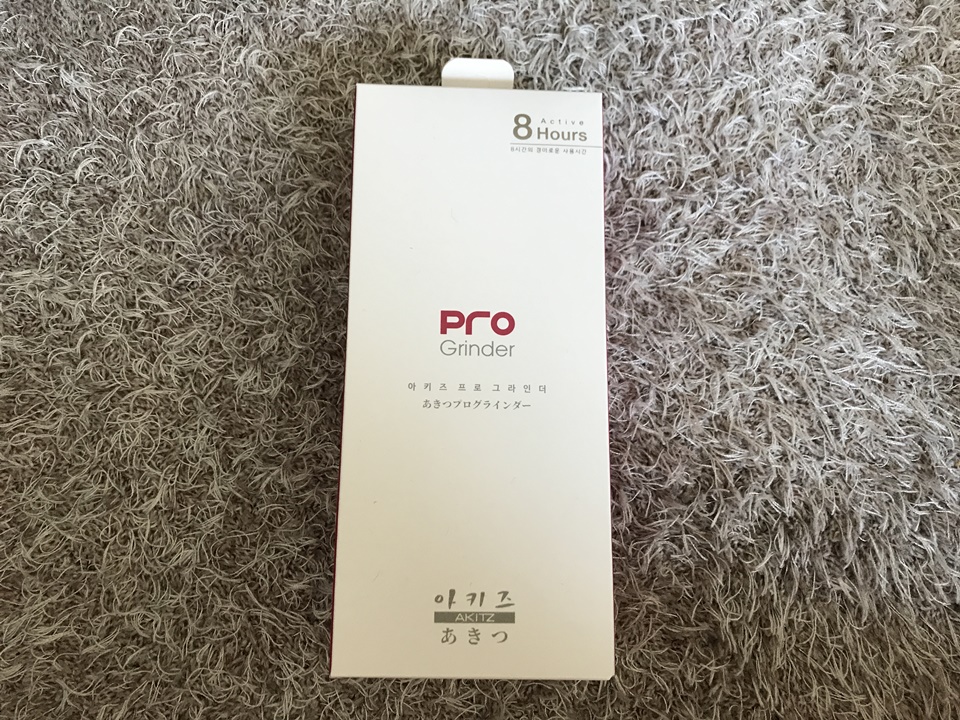 8 Active Hours
8시간의 경이로운 사용시간
Pro
Grinder
아키즈 프로 그라인더
あきつプログラインダー
아키즈
AKITZ
あきつ